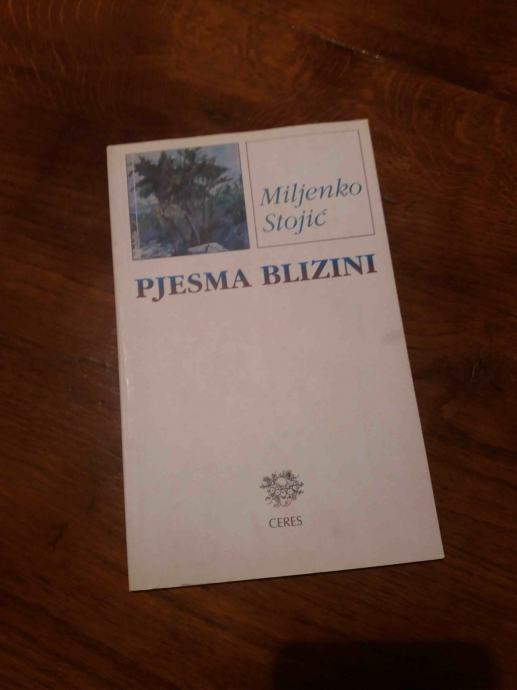 Miljenko
Stojić
PJESMA BLIZINI
CERES